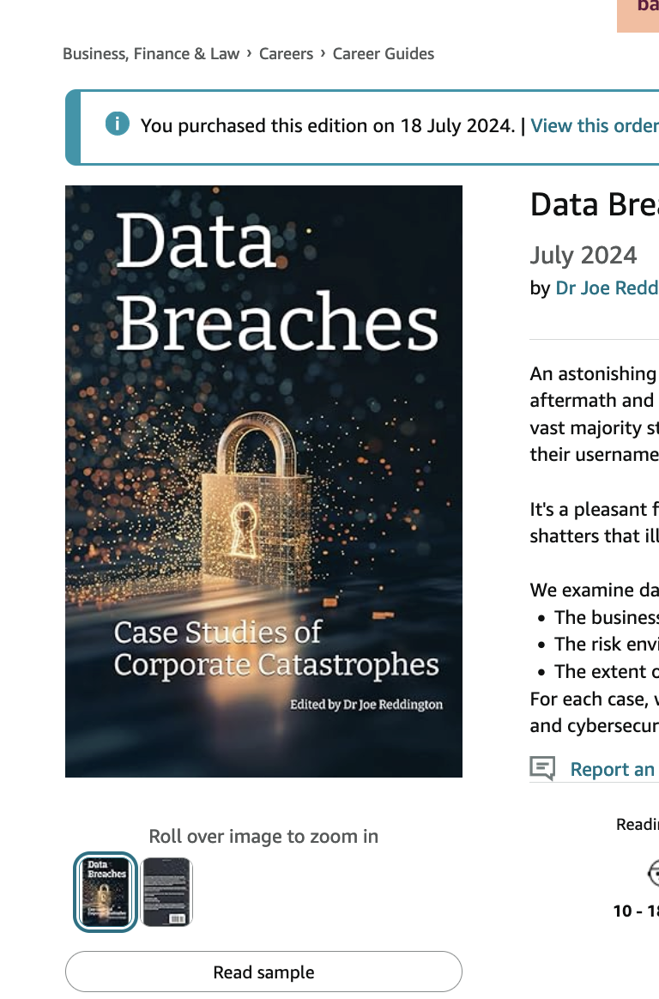 ba
Business, Finance & Law › Careers › Career Guides
You purchased this edition on 18 July 2024. | View this order
Data
Breaches
Case Studies of
Corporate Catastrophes
Edited by Dr Joe Reddington
Roll over image to zoom in
Data
Breaches
Read sample
Data Brea
July 2024
by Dr Joe Redd
An astonishing
aftermath and
vast majority st
their username
It's a pleasant f
shatters that ill
We examine da
• The business
• The risk envi
• The extent o
For each case, w
and cybersecur
Report an
Readin
10 - 18